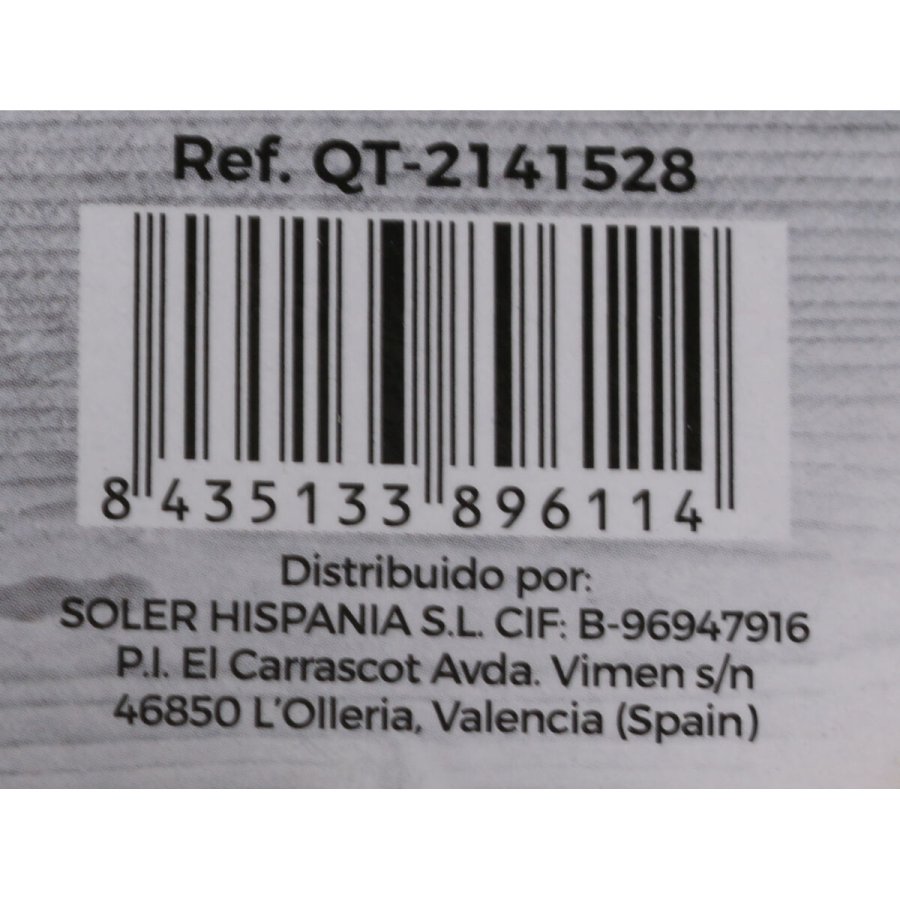 Ref. QT-2141528
8 435133 896114
Distribuido por:
SOLER HISPANIA S.L. CIF: B-96947916
P.I. El Carrascot Avda. Vimen s/n
46850 L'Olleria, Valencia (Spain)